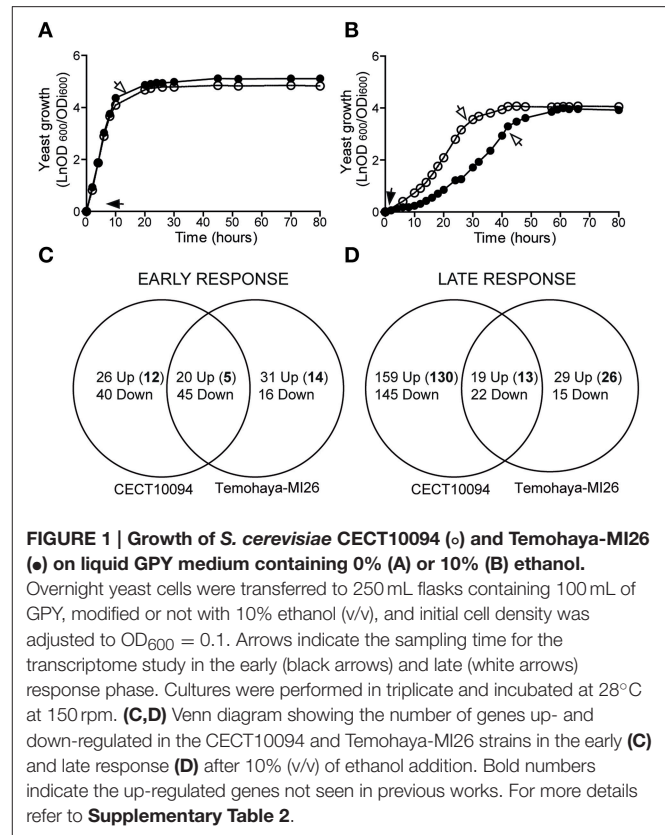 A
B
Yeast growth
(LnOD 600/ODi600)
6
4
2
0
0 10 20 30 40 50 60 70 80
Time (hours)
Yeast growth
(LnOD 600/ODi600)
6
4
2
0
0 10 20 30 40 50 60 70 80
Time (hours)
C
D
EARLY RESPONSE
LATE RESPONSE
26 Up (12)
40 Down
20 Up (5)
45 Down
31 Up (14)
16 Down
CECT10094
Temohaya-MI26
159 Up (130)
145 Down
19 Up (13)
22 Down
29 Up (26)
15 Down
CECT10094
Temohaya-MI26
FIGURE 1 | Growth of S. cerevisiae CECT10094 (○) and Temohaya-MI26
(●) on liquid GPY medium containing 0% (A) or 10% (B) ethanol.
Overnight yeast cells were transferred to 250 mL flasks containing 100 mL of
GPY, modified or not with 10% ethanol (v/v), and initial cell density was
adjusted to OD600 = 0.1. Arrows indicate the sampling time for the
transcriptome study in the early (black arrows) and late (white arrows)
response phase. Cultures were performed in triplicate and incubated at 28°C
at 150 rpm. (C,D) Venn diagram showing the number of genes up- and
down-regulated in the CECT10094 and Temohaya-MI26 strains in the early (C)
and late response (D) after 10% (v/v) of ethanol addition. Bold numbers
indicate the up-regulated genes not seen in previous works. For more details
refer to Supplementary Table 2.